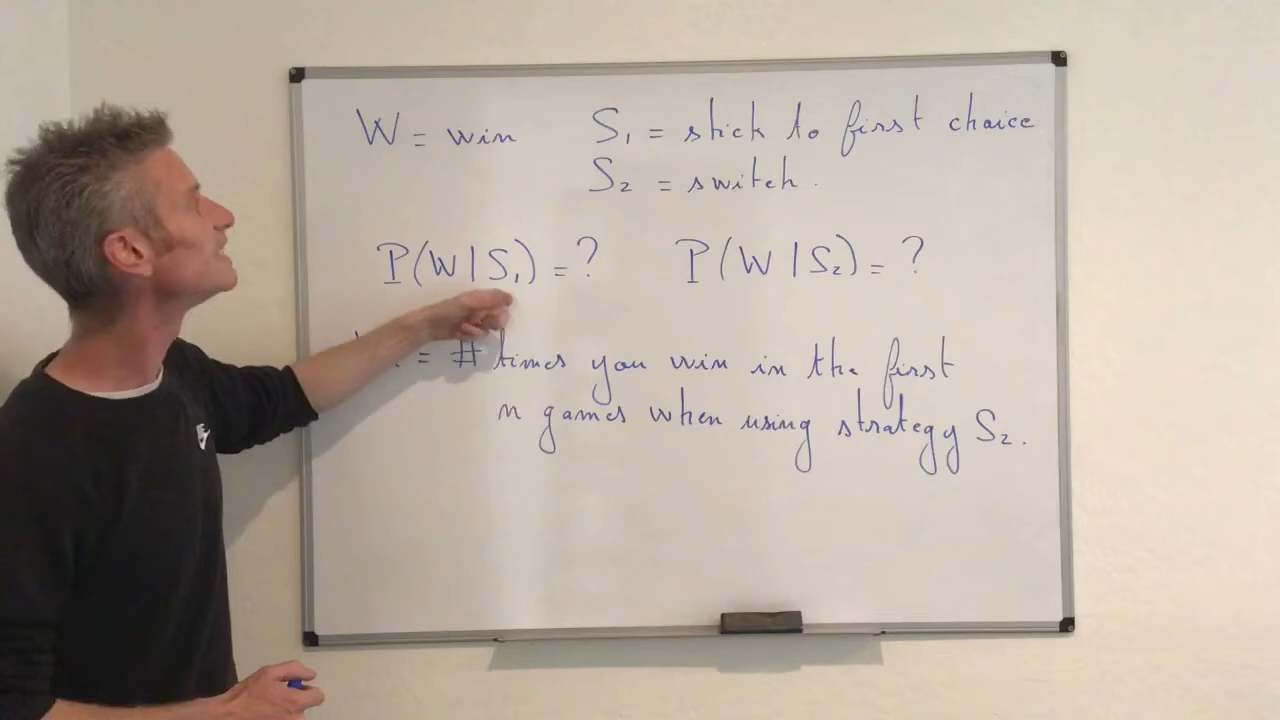 W = win S₁ = stick to first choice
S₂ = switch.
P(W|S₁) = ? P(W|S₂) = ?
= # times you win in the first
n games when using strategy S₂.